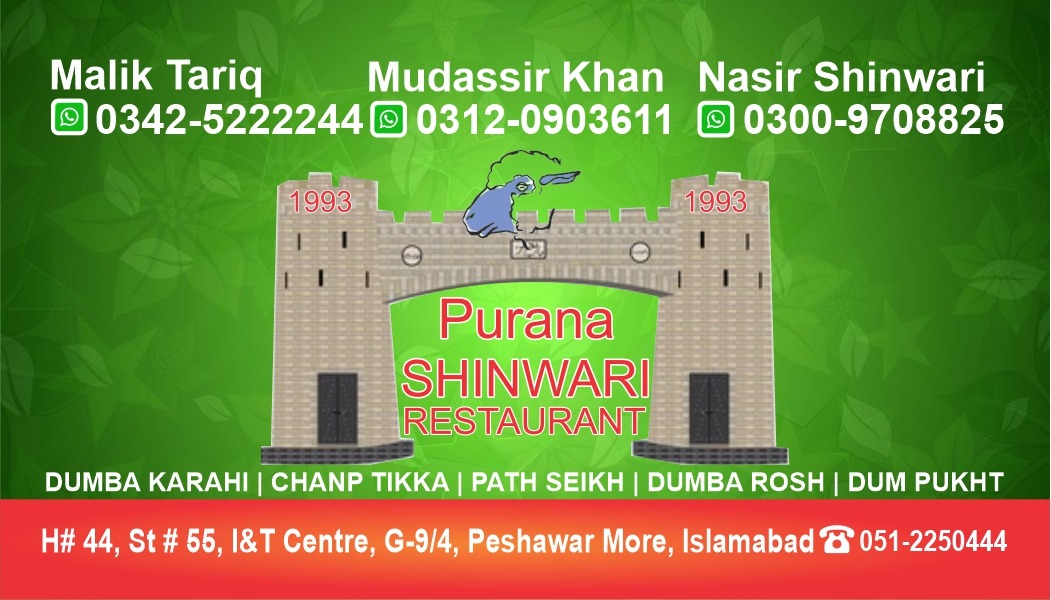 Malik Tariq
0342-5222244
Mudassir Khan
0312-0903611
Nasir Shinwari
0300-9708825
1993
1993
Purana
SHINWARI
RESTAURANT
DUMBA KARAHI | CHANP TIKKA | PATH SEIKH | DUMBA ROSH | DUM PUKHT
H# 44, St # 55, I&T Centre, G-9/4, Peshawar More, Islamabad ☎ 051-2250444